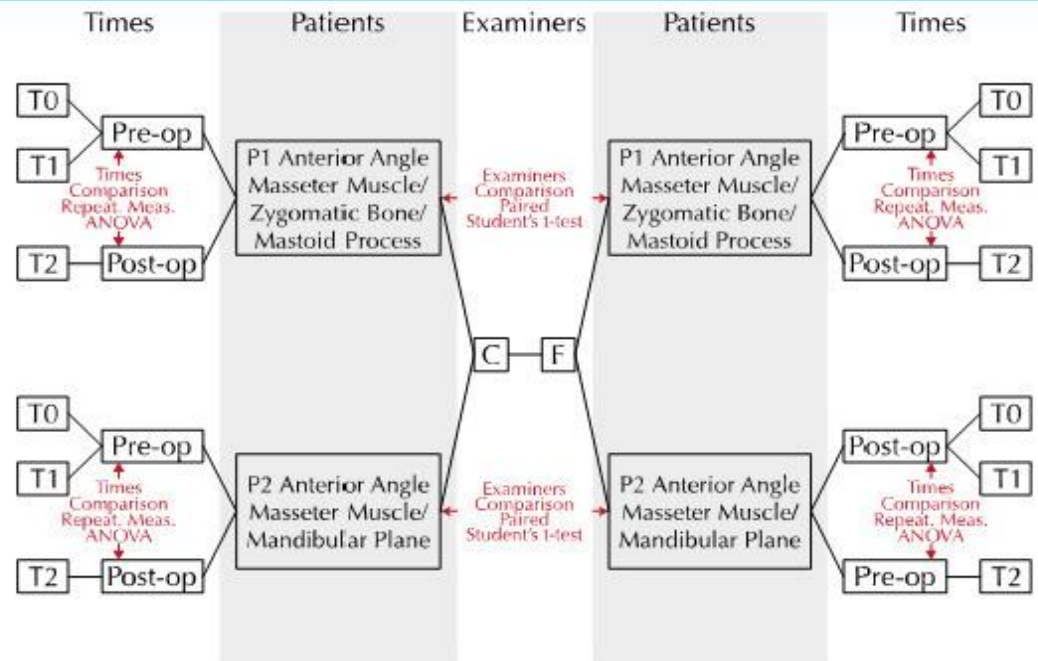 Times Patients Examiners Patients Times
T0
Pre-op
T1
Times
Comparison
Repeat. Meas.
ANOVA
T2
Post-op
P1 Anterior Angle
Masseter Muscle/
Zygomatic Bone/
Mastoid Process
Examiners
Comparison
Paired
Student's t-test
P1 Anterior Angle
Masseter Muscle/
Zygomatic Bone/
Mastoid Process
Pre-op
T0
T1
Times
Comparison
Repeat. Meas.
ANOVA
Post-op
T2
C
F
T0
Pre-op
T1
Times
Comparison
Repeat. Meas.
ANOVA
T2
Post-op
P2 Anterior Angle
Masseter Muscle/
Mandibular Plane
Examiners
Comparison
Paired
Student's t-test
P2 Anterior Angle
Masseter Muscle/
Mandibular Plane
Post-op
T0
T1
Times
Comparison
Repeat. Meas.
ANOVA
Pre-op
T2